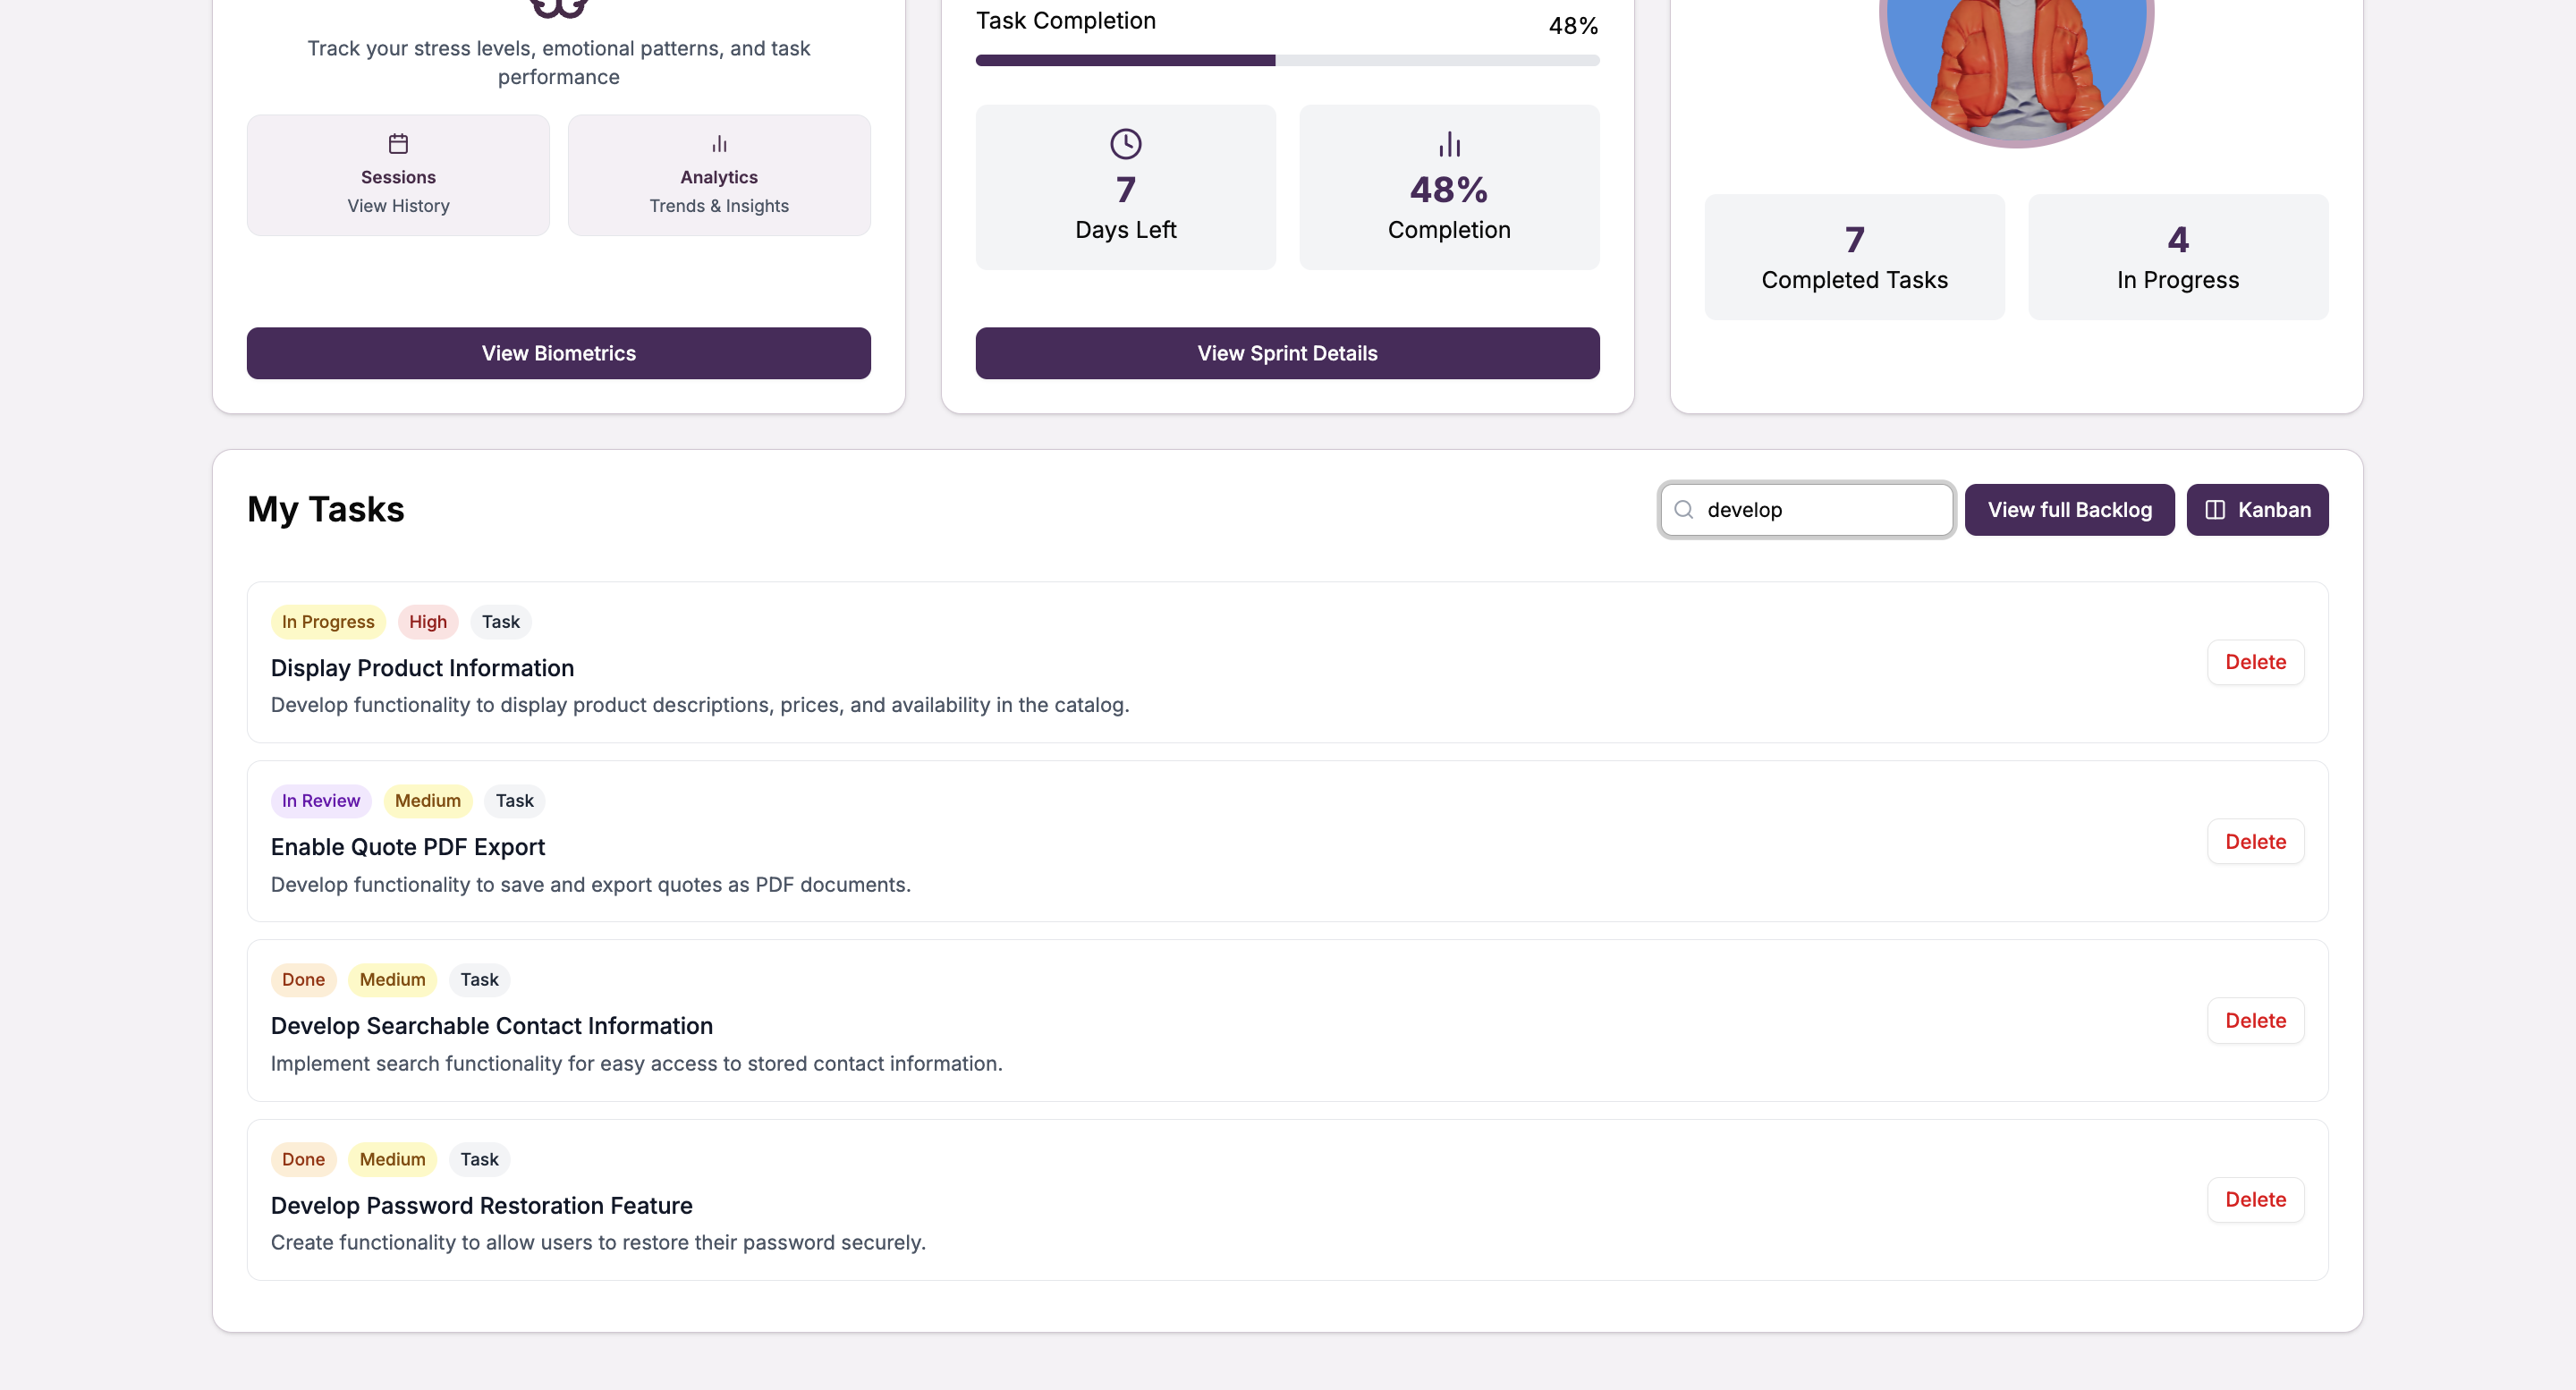 Track your stress levels, emotional patterns, and task
performance
Sessions
View History
Analytics
Trends & Insights
View Biometrics
Task Completion
48%
7
Days Left
48%
Completion
View Sprint Details
7
Completed Tasks
4
In Progress
My Tasks
develop
View full Backlog
Kanban
In Progress
High
Task
Display Product Information
Develop functionality to display product descriptions, prices, and availability in the catalog.
Delete
In Review
Medium
Task
Enable Quote PDF Export
Develop functionality to save and export quotes as PDF documents.
Delete
Done
Medium
Task
Develop Searchable Contact Information
Implement search functionality for easy access to stored contact information.
Delete
Done
Medium
Task
Develop Password Restoration Feature
Create functionality to allow users to restore their password securely.
Delete